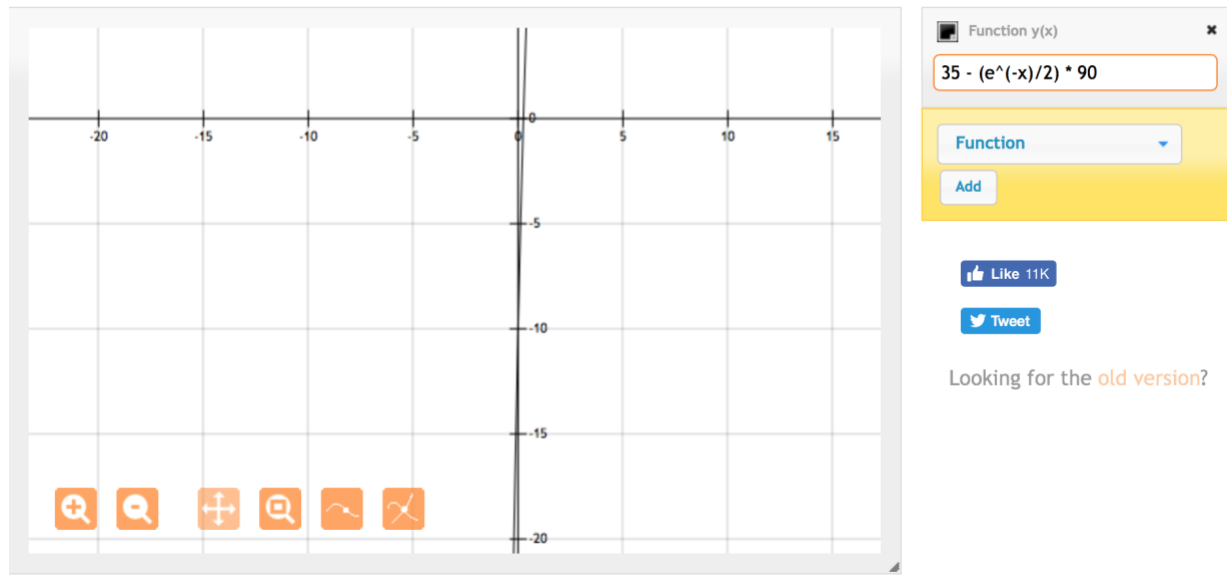 Function y(x)
35 - (e^(-x)/2) * 90
Function
Add
Like 11K
Tweet
Looking for the old version?
0
-20 -15 -10 -5 0 5 10 15
-5
-10
-15
-20